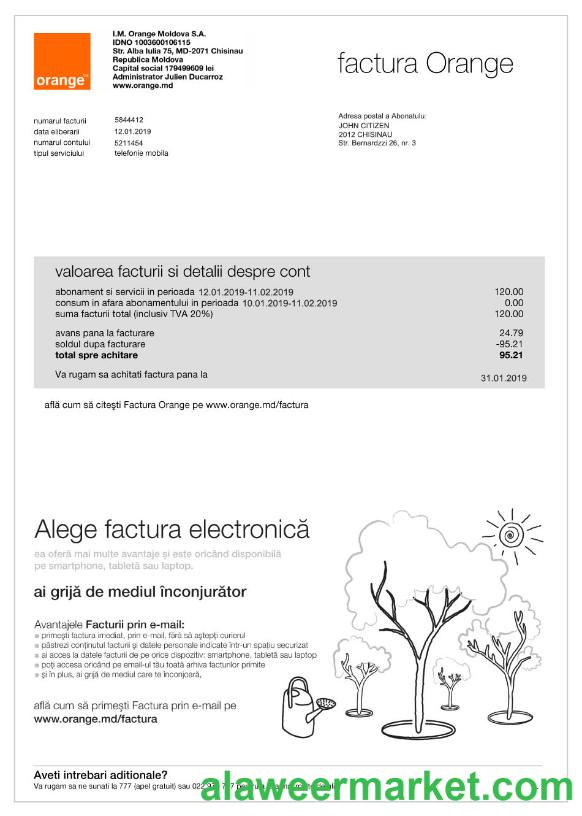 orange™
I.M. Orange Moldova S.A.
IDNO 1003600106115
Str. Alba Iulia 75, MD-2071 Chisinau
Republica Moldova
Capital social 179499609 lei
Administrator Julien Ducarroz
www.orange.md
factura Orange
numarul facturii 5844412
data eliberarii 12.01.2019
numarul contului 5211454
tipul serviciului telefonie mobila
Adresa postal a Abonatulu:
JOHN CITIZEN
2012 CHISINAU
Str. Bernardzzi 26, nr. 3
valoarea facturii si detalii despre cont
abonament si servicii in perioada 12.01.2019-11.02.2019 120.00
consum in afara abonamentului in perioada 10.01.2019-11.02.2019 0.00
suma facturii total (inclusiv TVA 20%) 120.00
avans pana la facturare 24.79
soldul dupa facturare -95.21
total spre achitare 95.21
Va rugam sa achitati factura pana la 31.01.2019
află cum să citești Factura Orange pe www.orange.md/factura
Alege factura electronică
ea oferă mai multe avantaje și este oricând disponibilă
pe smartphone, tabletă sau laptop.
ai grijă de mediul înconjurător
Avantajele Facturii prin e-mail:
primești factura imediat, prin e-mail, fără să aștepți curierul
păstrezi conținutul facturii și datele personale indicate într-un spațiu securizat
ai acces la datele facturii de pe orice dispozitiv: smartphone, tabletă sau laptop
poți accesa oricând pe email-ul tău toată arhiva facturilor primite
și în plus, ai grijă de mediul care te înconjoară,
află cum să primești Factura prin e-mail pe
www.orange.md/factura
Aveti intrebari aditionale?
Va rugam sa ne sunati la 777 (apel gratuit) sau 022
alaweermarket.com